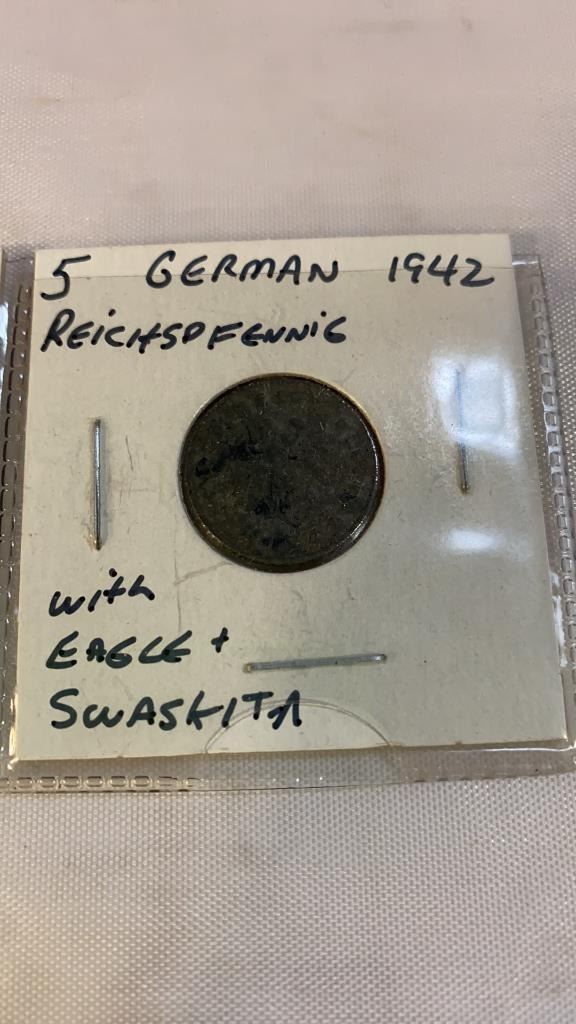 5 GERMAN 1942
REICHSPFENNIG
with
EAGLE +
SWASKITA